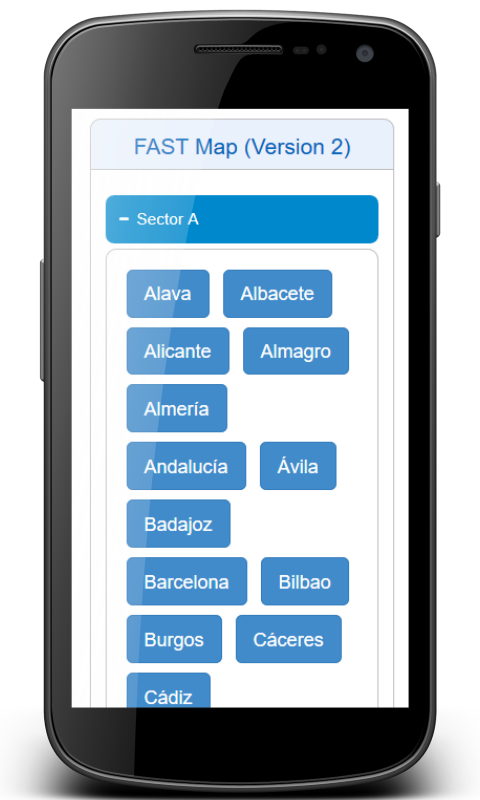 FAST Map (Version 2)
− Sector A
Alava Albacete
Alicante Almagro
Almería
Andalucía Ávila
Badajoz
Barcelona Bilbao
Burgos Cáceres
Cádiz